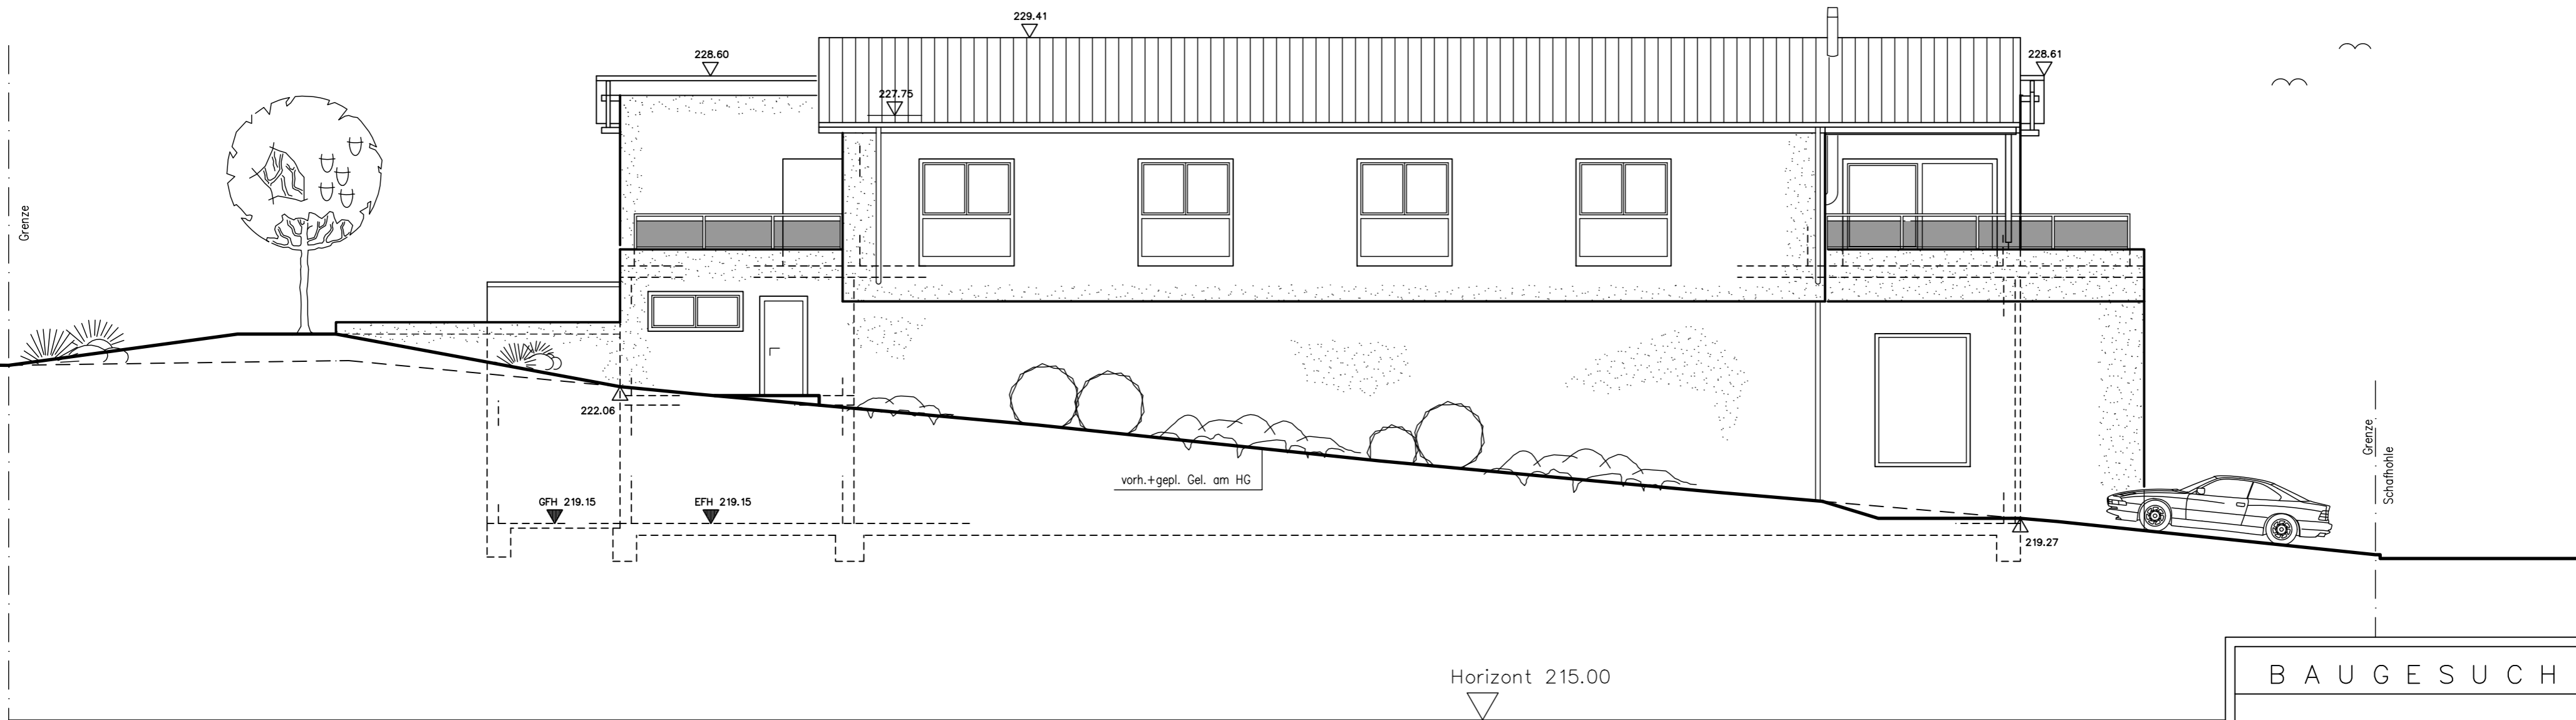 229.41
228.60
228.61
227.75
Grenze
222.06
vorh.+gepl. Gel. am HG
Grenze
Schafhohle
GFH 219.15
EFH 219.15
219.27
Horizont 215.00
BAUGESUCH